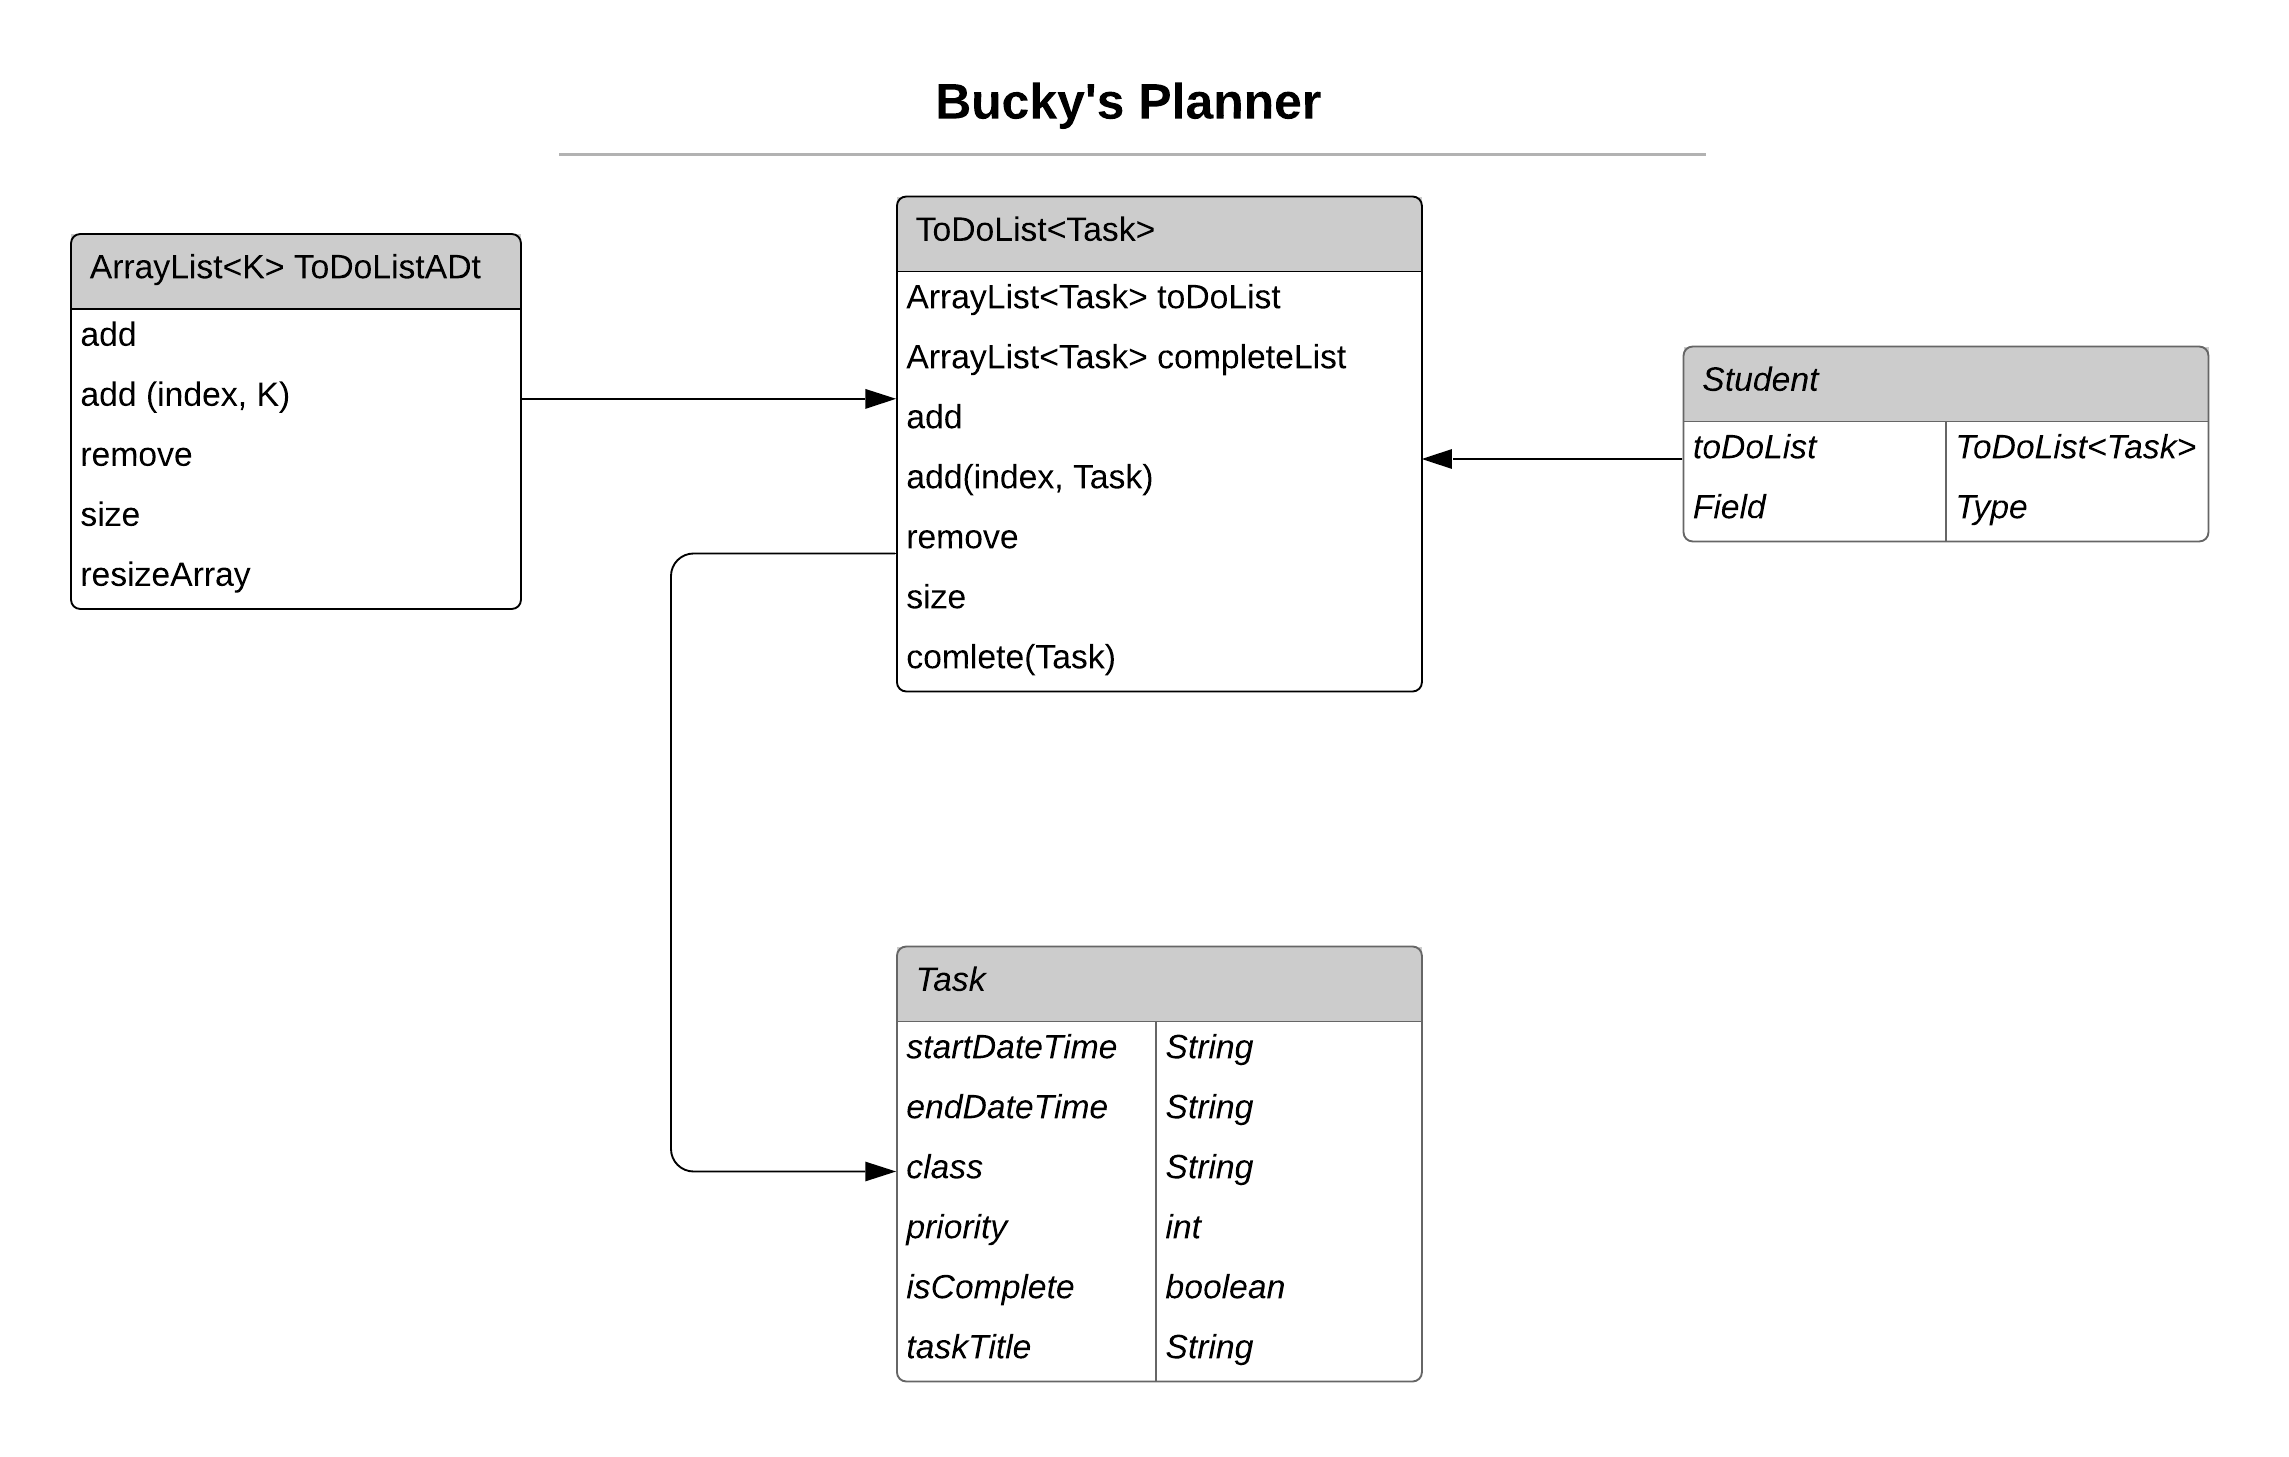 Bucky's Planner
ArrayList<K> ToDoListADt
add
add (index, K)
remove
size
resizeArray
ToDoList<Task>
ArrayList<Task> toDoList
ArrayList<Task> completeList
add
add(index, Task)
remove
size
comlete(Task)
Student
toDoList ToDoList<Task>
Field Type
Task
startDateTime String
endDateTime String
class String
priority int
isComplete boolean
taskTitle String